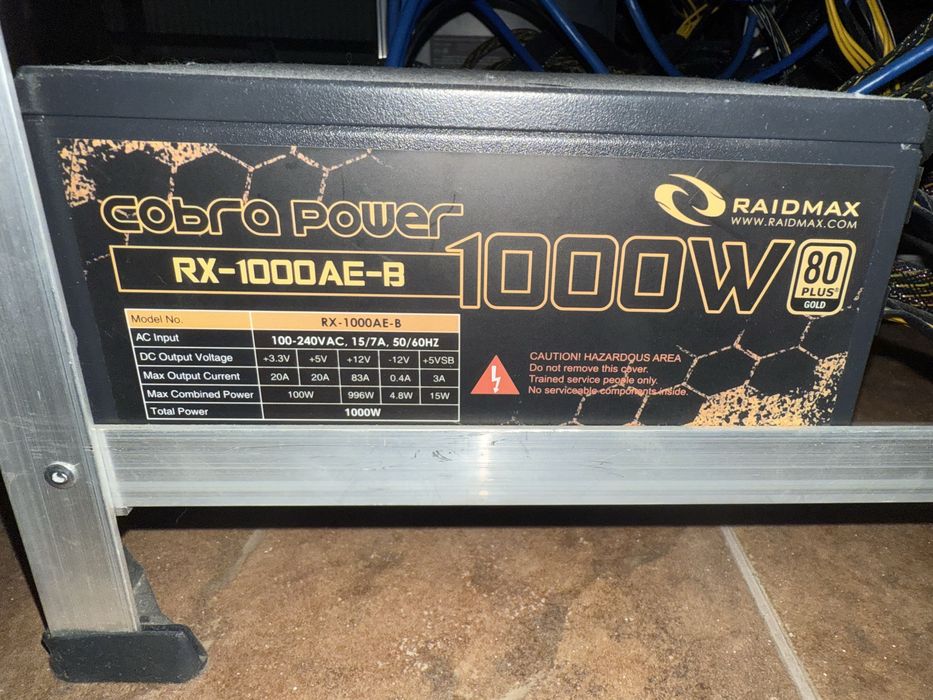 Cobra Power
RAIDMAX
WWW.RAIDMAX.COM
RX-1000AE-B
1000W
80
PLUS®
GOLD
Model No. RX-1000AE-B
AC Input 100-240VAC, 15/7A, 50/60HZ
DC Output Voltage +3.3V +5V +12V -12V +5VSB
Max Output Current 20A 20A 83A 0.4A 3A
Max Combined Power 100W 996W 4.8W 15W
Total Power 1000W
CAUTION! HAZARDOUS AREA
Do not remove this cover.
Trained service people only.
No serviceable components inside.